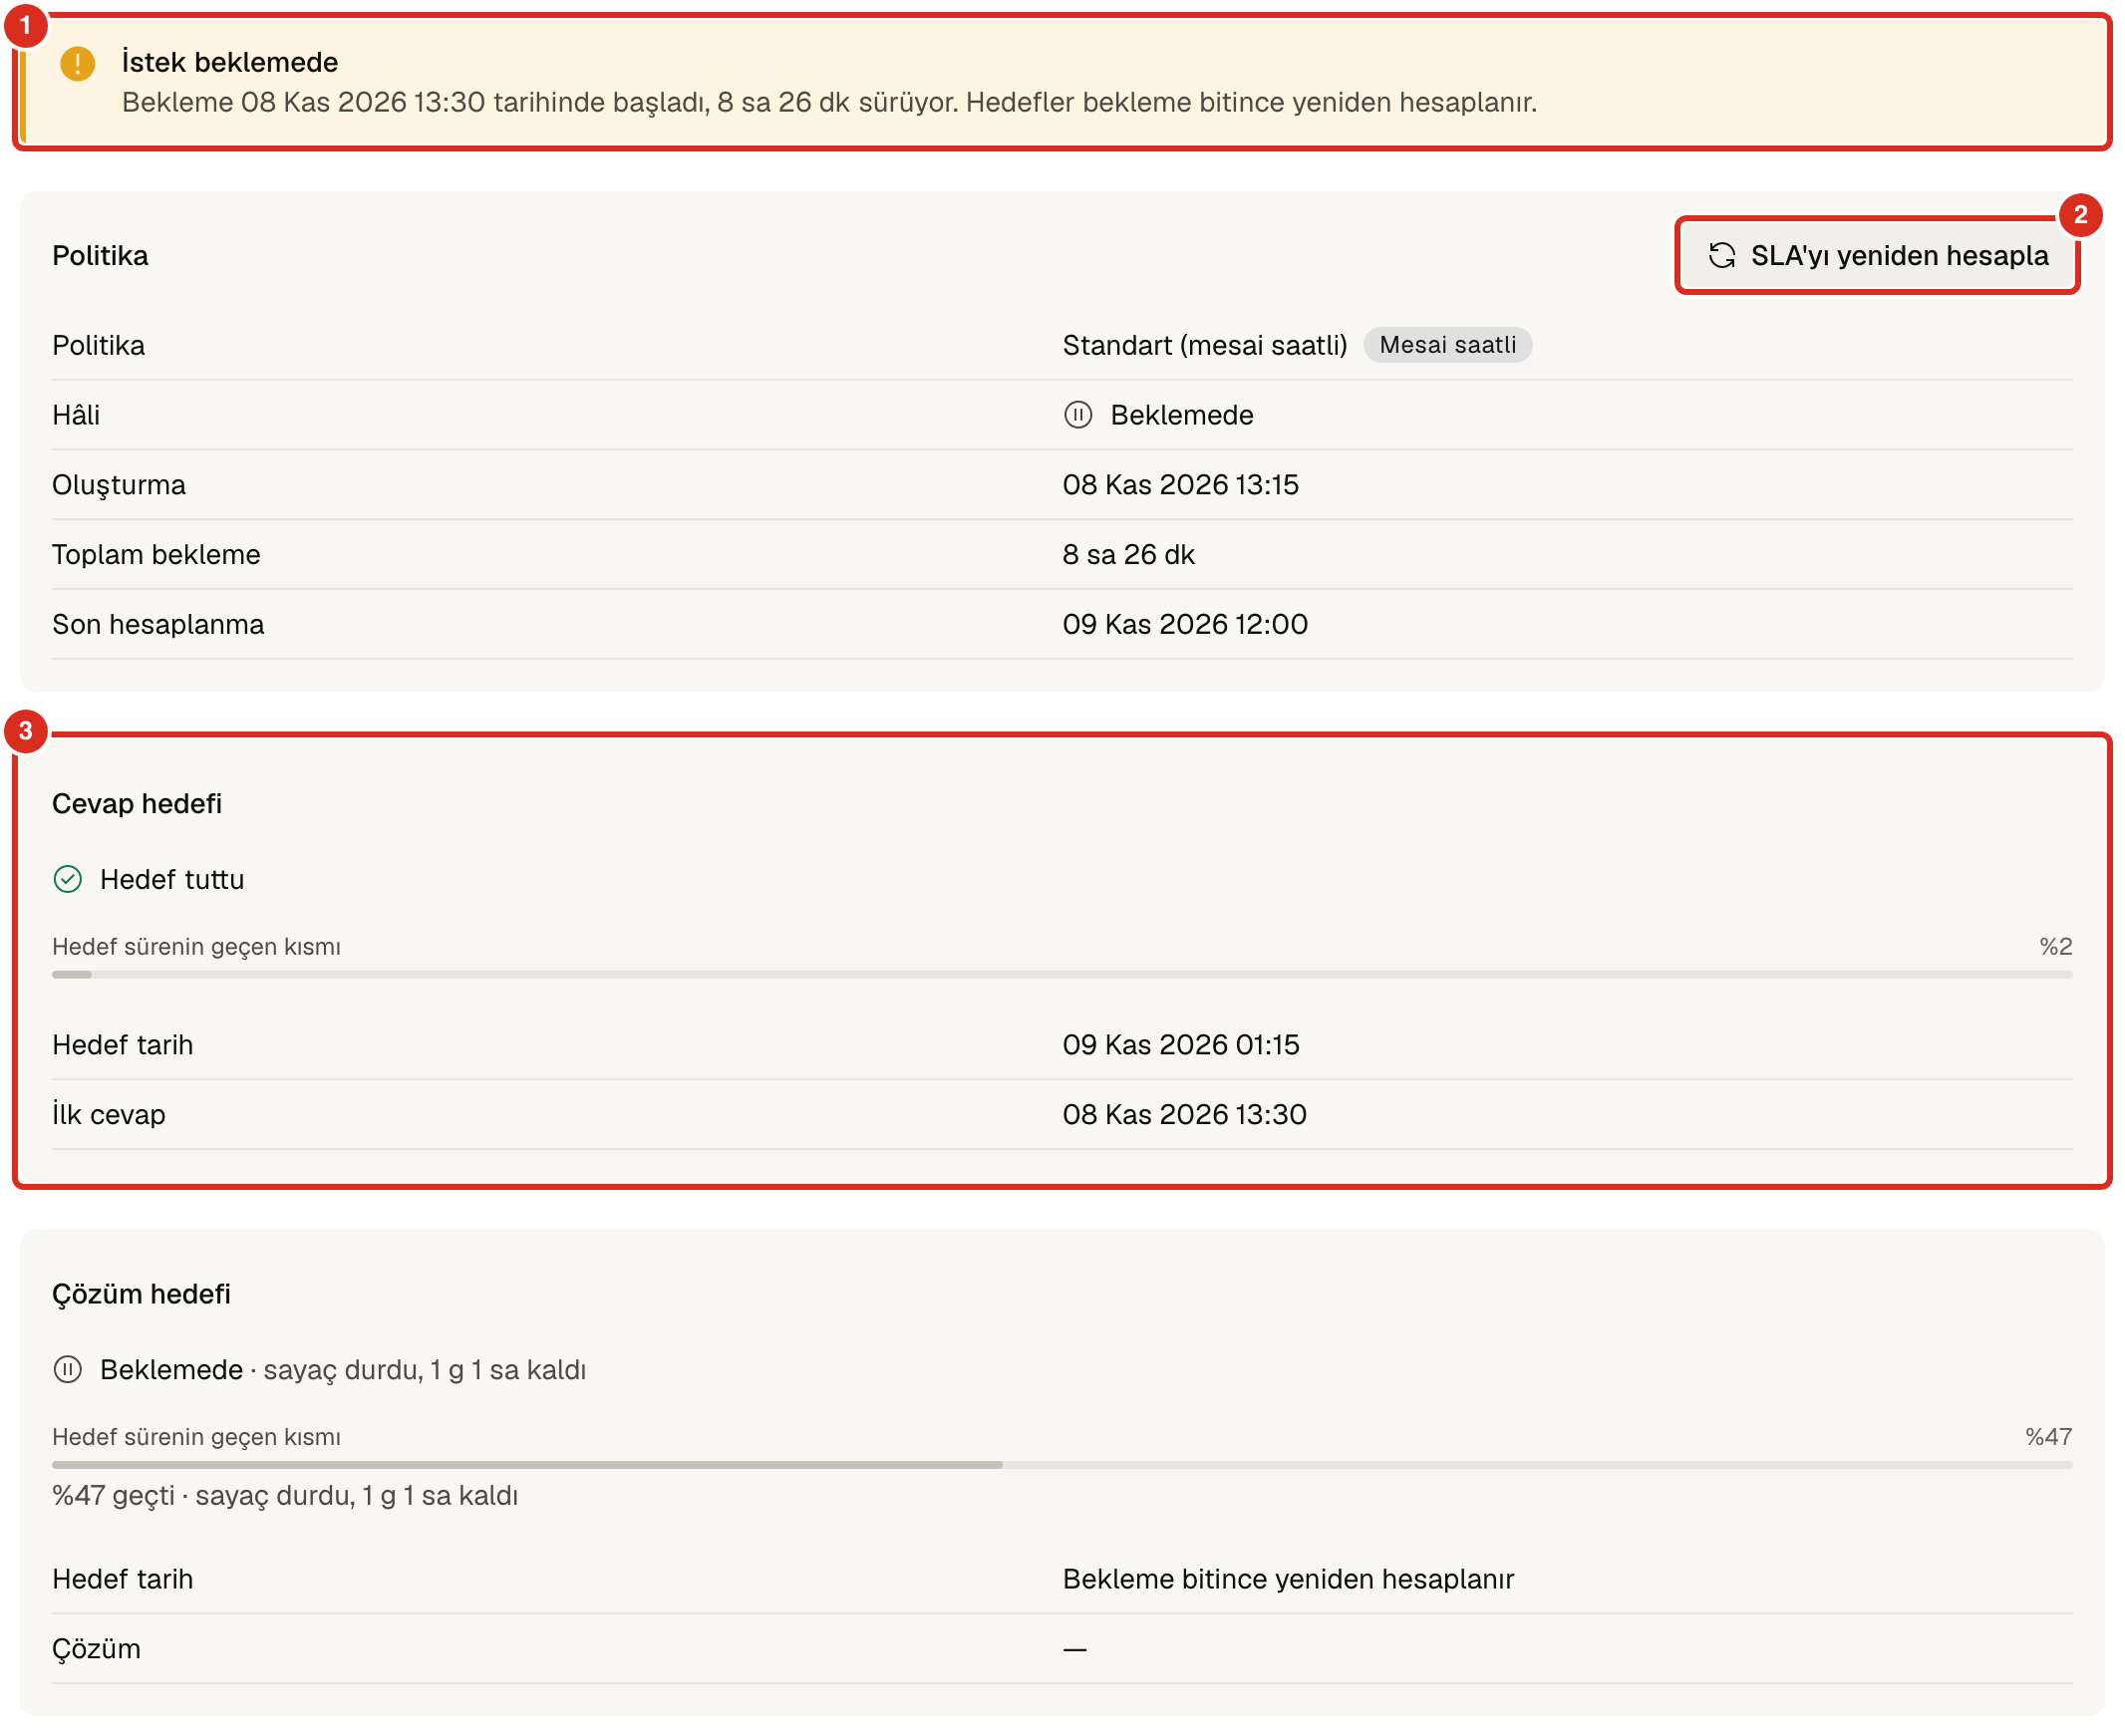 1
İstek beklemede
Bekleme 08 Kas 2026 13:30 tarihinde başladı, 8 sa 26 dk sürüyor. Hedefler bekleme bitince yeniden hesaplanır.
2
Politika
SLA'yı yeniden hesapla
Politika Standart (mesai saatli) Mesai saatli
Hâli Beklemede
Oluşturma 08 Kas 2026 13:15
Toplam bekleme 8 sa 26 dk
Son hesaplanma 09 Kas 2026 12:00
3
Cevap hedefi
Hedef tuttu
Hedef sürenin geçen kısmı %2
Hedef tarih 09 Kas 2026 01:15
İlk cevap 08 Kas 2026 13:30
Çözüm hedefi
Beklemede · sayaç durdu, 1 g 1 sa kaldı
Hedef sürenin geçen kısmı %47
%47 geçti · sayaç durdu, 1 g 1 sa kaldı
Hedef tarih Bekleme bitince yeniden hesaplanır
Çözüm —